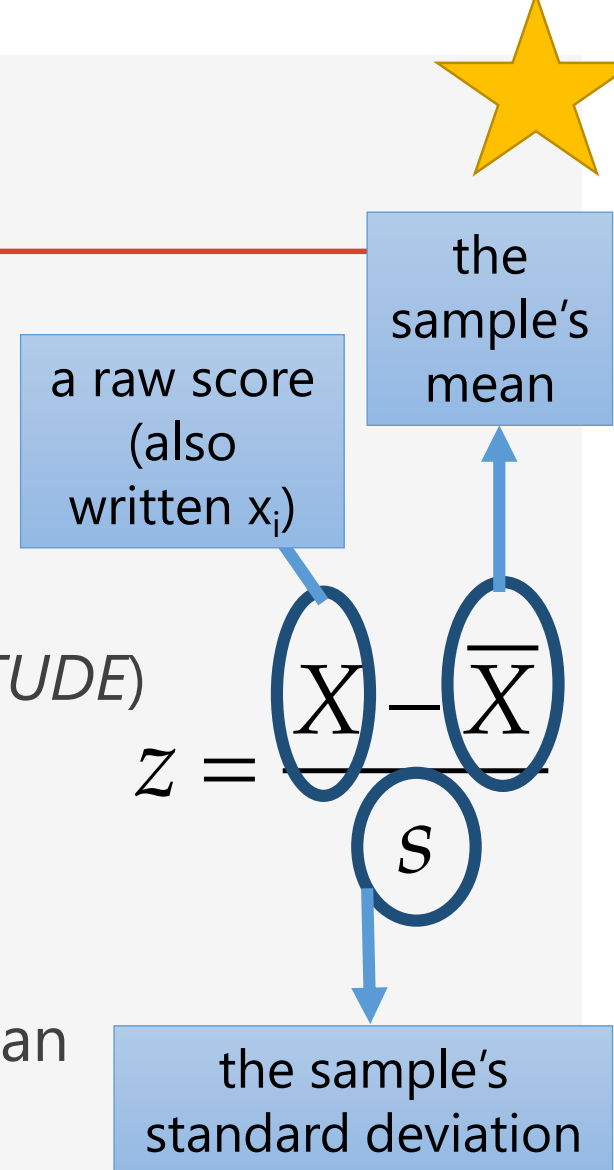 the
sample’s
mean
a raw score
(also
written xᵢ)
TUDE)
z = (X − X̅) / s
an
the sample’s
standard deviation